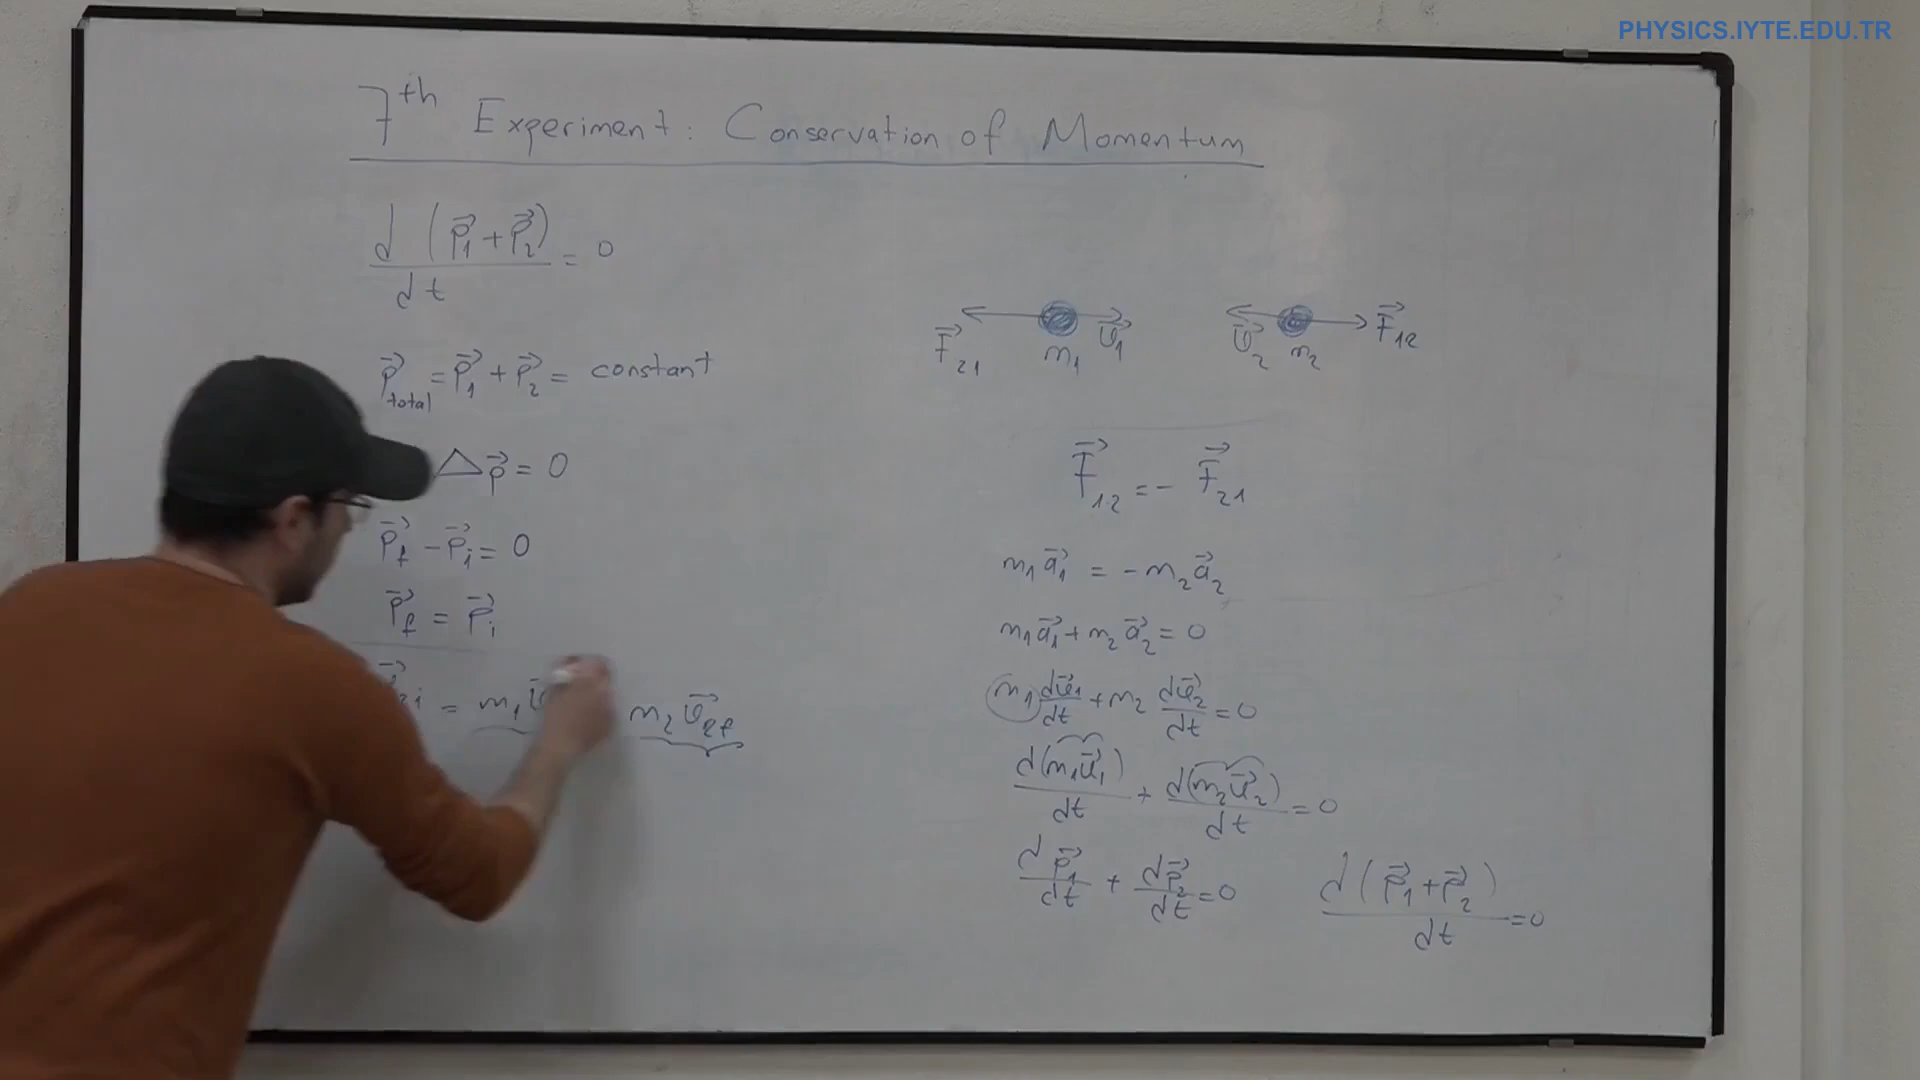 PHYSICS.IYTE.EDU.TR
7th Experiment: Conservation of Momentum
d (p⃗1 + p⃗2) / dt = 0
p⃗total = p⃗1 + p⃗2 = constant
Δp⃗ = 0
p⃗f - p⃗i = 0
p⃗f = p⃗i
= m1 m2 υ⃗2f
F⃗21 m1 υ⃗1 υ⃗2 m2 F⃗12
F⃗12 = - F⃗21
m1 a⃗1 = - m2 a⃗2
m1 a⃗1 + m2 a⃗2 = 0
m1 dυ⃗1/dt + m2 dυ⃗2/dt = 0
d(m1 υ⃗1)/dt + d(m2 υ⃗2)/dt = 0
dp⃗1/dt + dp⃗2/dt = 0 d(p⃗1 + p⃗2)/dt = 0